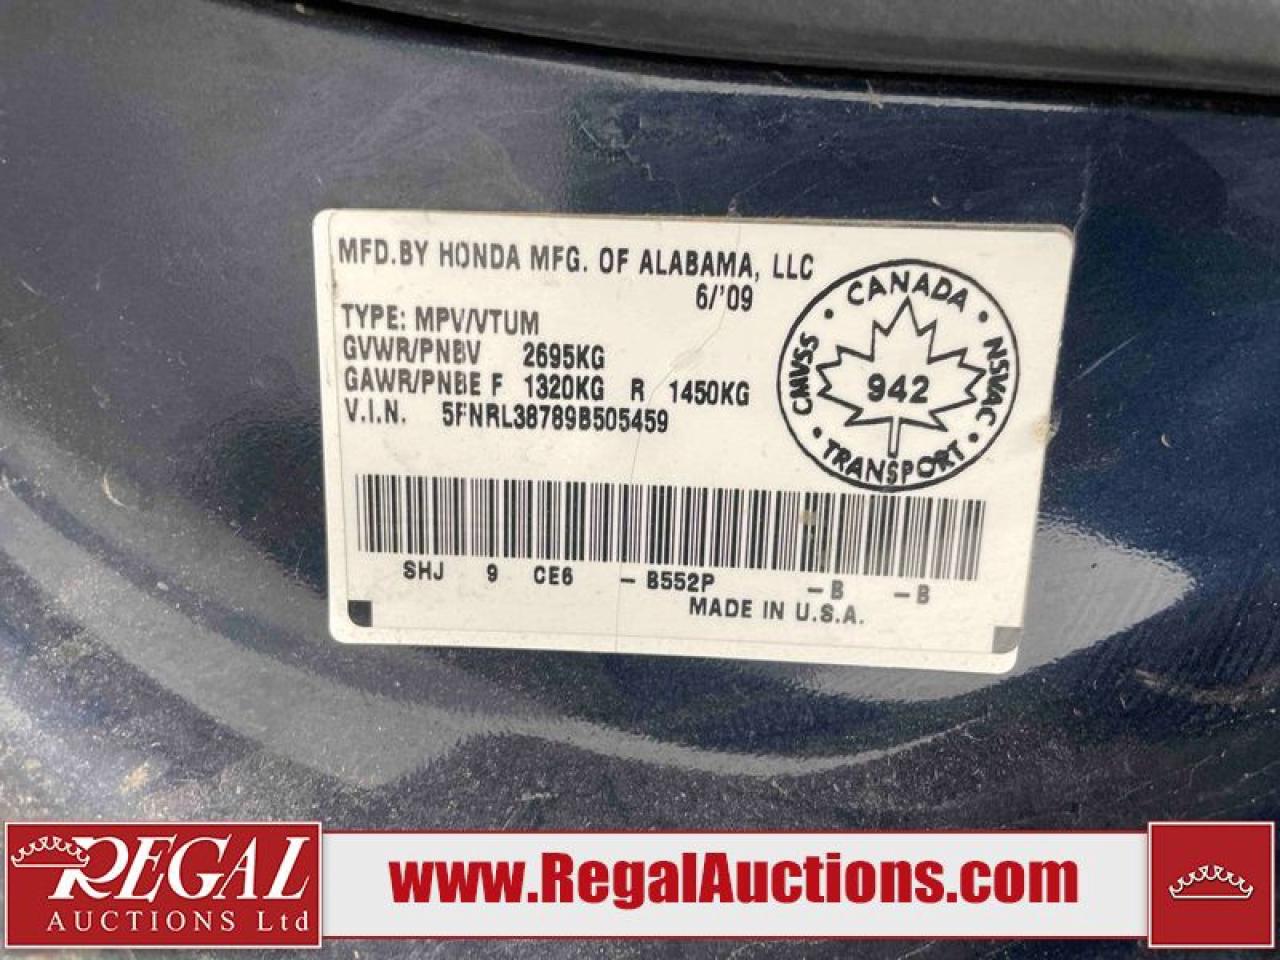 MFD.BY HONDA MFG. OF ALABAMA, LLC
6/'09
TYPE: MPV/VTUM
GVWR/PNBV 2695KG
GAWR/PNBE F 1320KG R 1450KG
V.I.N. 5FNRL38789B505459
CANADA
CMVSS
NSVAC
942
TRANSPORT
SHJ 9 CE6 - B552P - B - B
MADE IN U.S.A.
REGAL
AUCTIONS Ltd
www.RegalAuctions.com